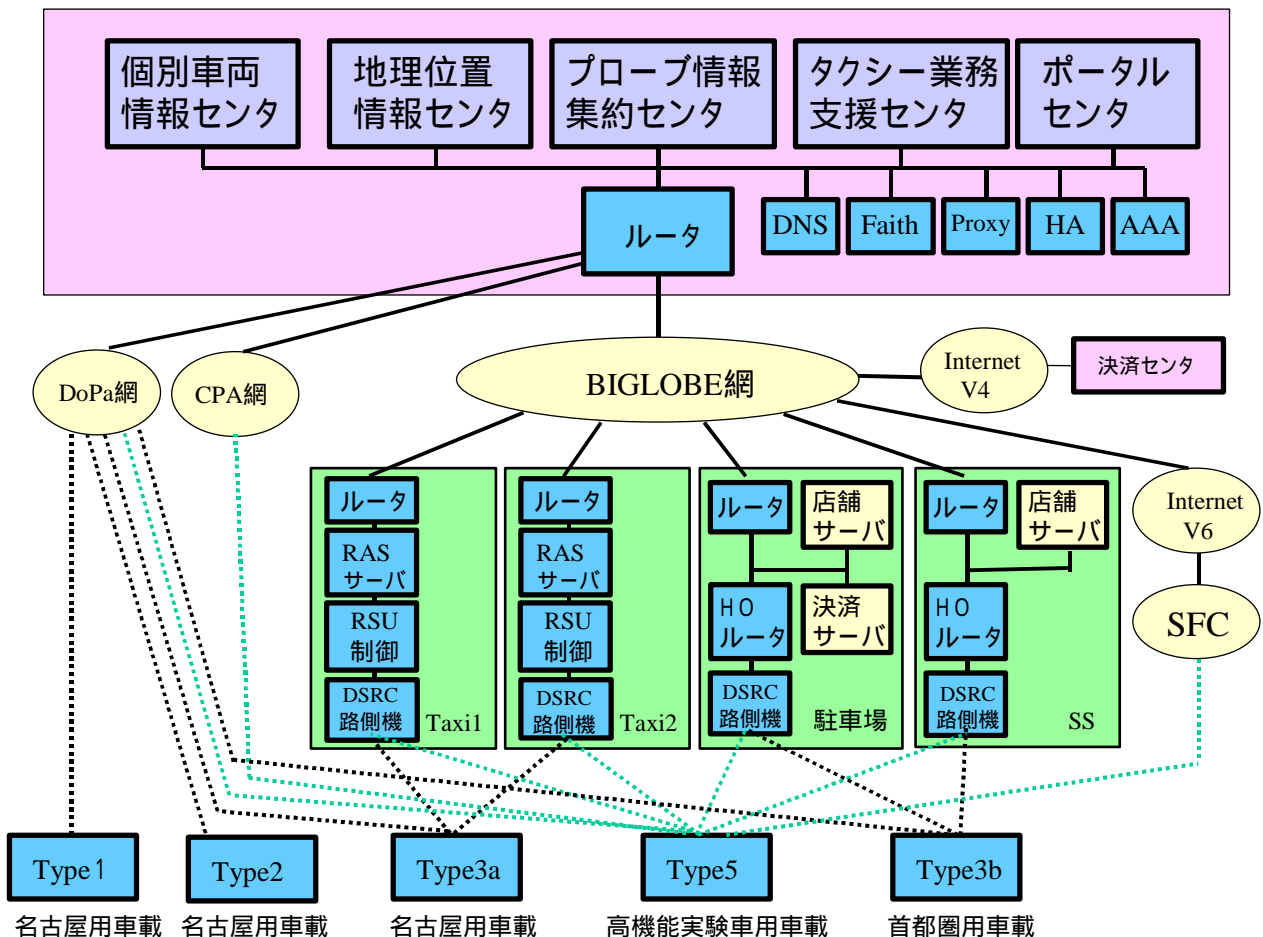 個別車両
情報センタ
地理位置
情報センタ
プローブ情報
集約センタ
タクシー業務
支援センタ
ポータル
センタ
ルータ
DNS
Faith
Proxy
HA
AAA
DoPa網
CPA網
BIGLOBE網
Internet
V4
決済センタ
ルータ
RAS
サーバ
RSU
制御
DSRC
路側機
Taxi1
ルータ
RAS
サーバ
RSU
制御
DSRC
路側機
Taxi2
ルータ
店舗
サーバ
HO
ルータ
決済
サーバ
DSRC
路側機
駐車場
ルータ
店舗
サーバ
HO
ルータ
DSRC
路側機
SS
Internet
V6
SFC
Type1
Type2
Type3a
Type5
Type3b
名古屋用車載
名古屋用車載
名古屋用車載
高機能実験車用車載
首都圏用車載